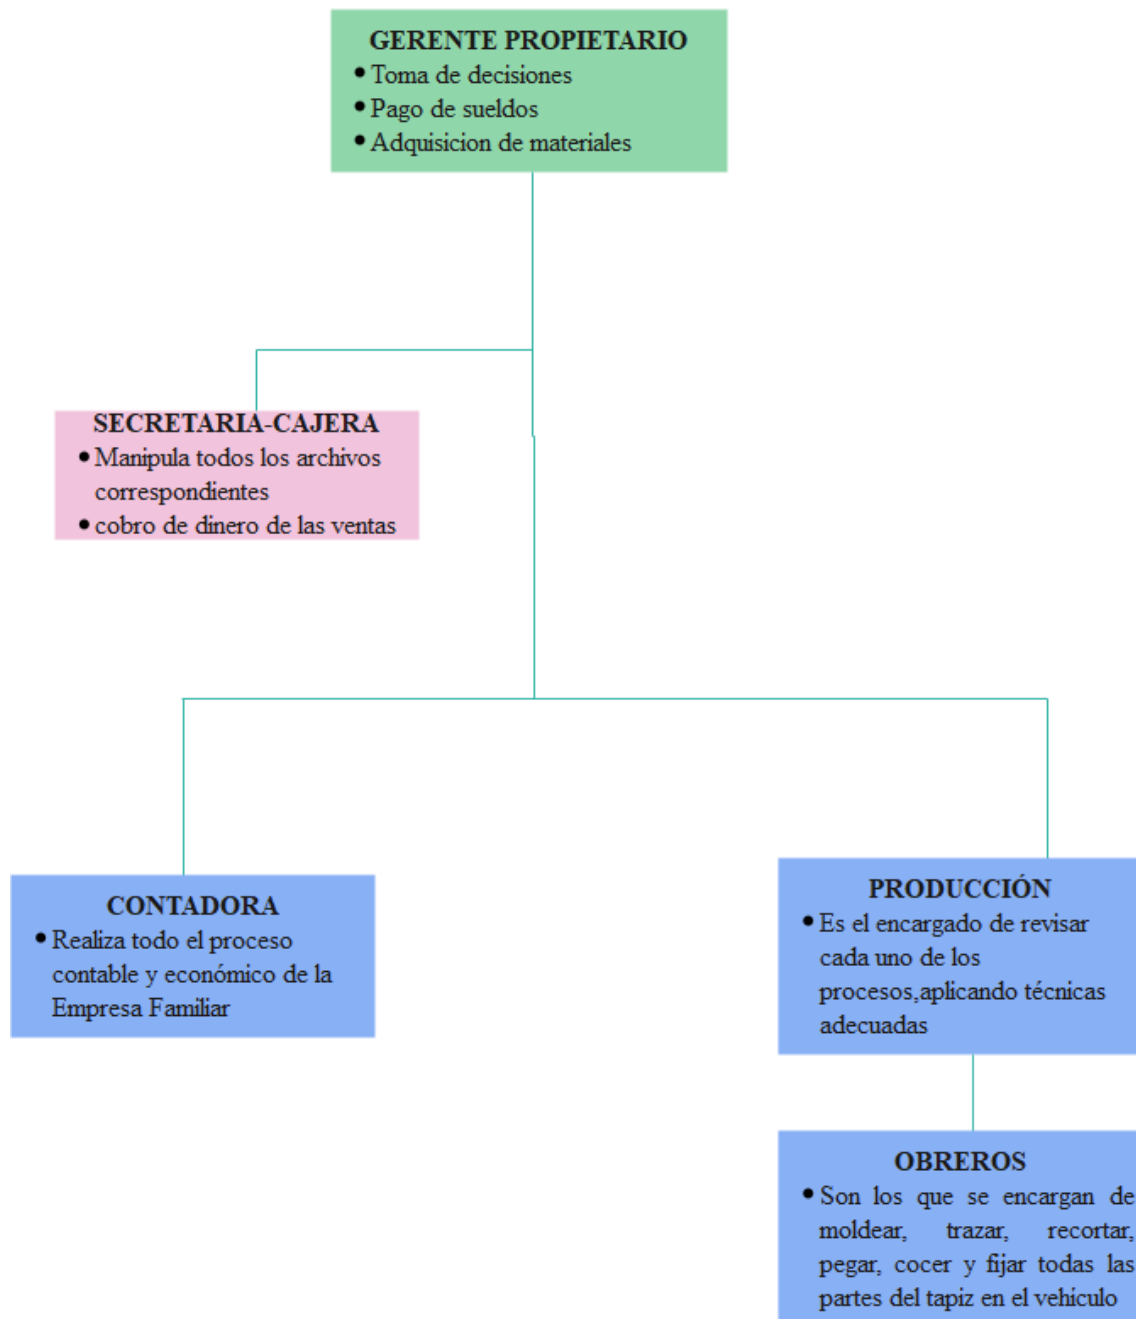 GERENTE PROPIETARIO
• Toma de decisiones
• Pago de sueldos
• Adquisicion de materiales
SECRETARIA-CAJERA
• Manipula todos los archivos
correspondientes
• cobro de dinero de las ventas
CONTADORA
• Realiza todo el proceso
contable y económico de la
Empresa Familiar
PRODUCCIÓN
• Es el encargado de revisar
cada uno de los
procesos,aplicando técnicas
adecuadas
OBREROS
• Son los que se encargan de
moldear, trazar, recortar,
pegar, cocer y fijar todas las
partes del tapiz en el vehículo